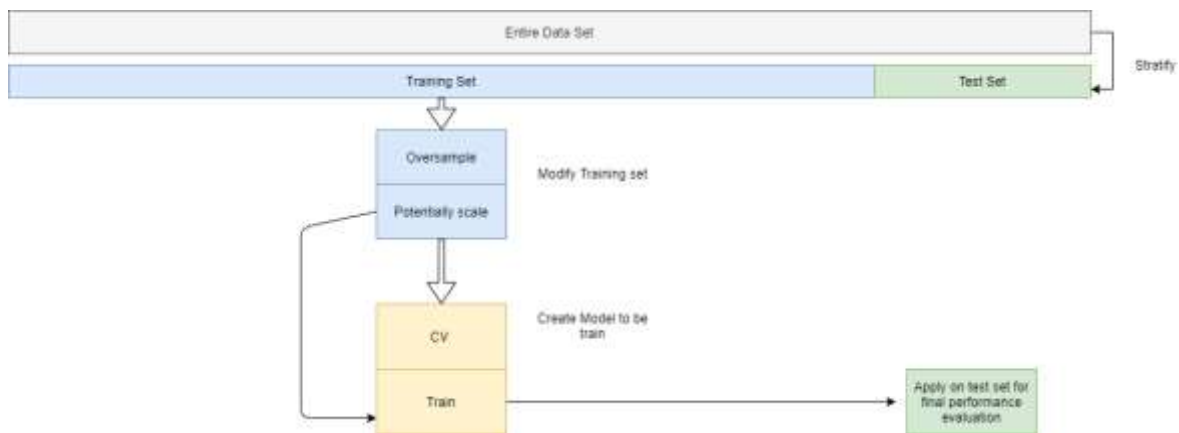 Entire Data Set
Stratify
Training Set
Test Set
Oversample
Modify Training set
Potentially scale
Create Model to be
train
CV
Train
Apply on test set for
final performance
evaluation